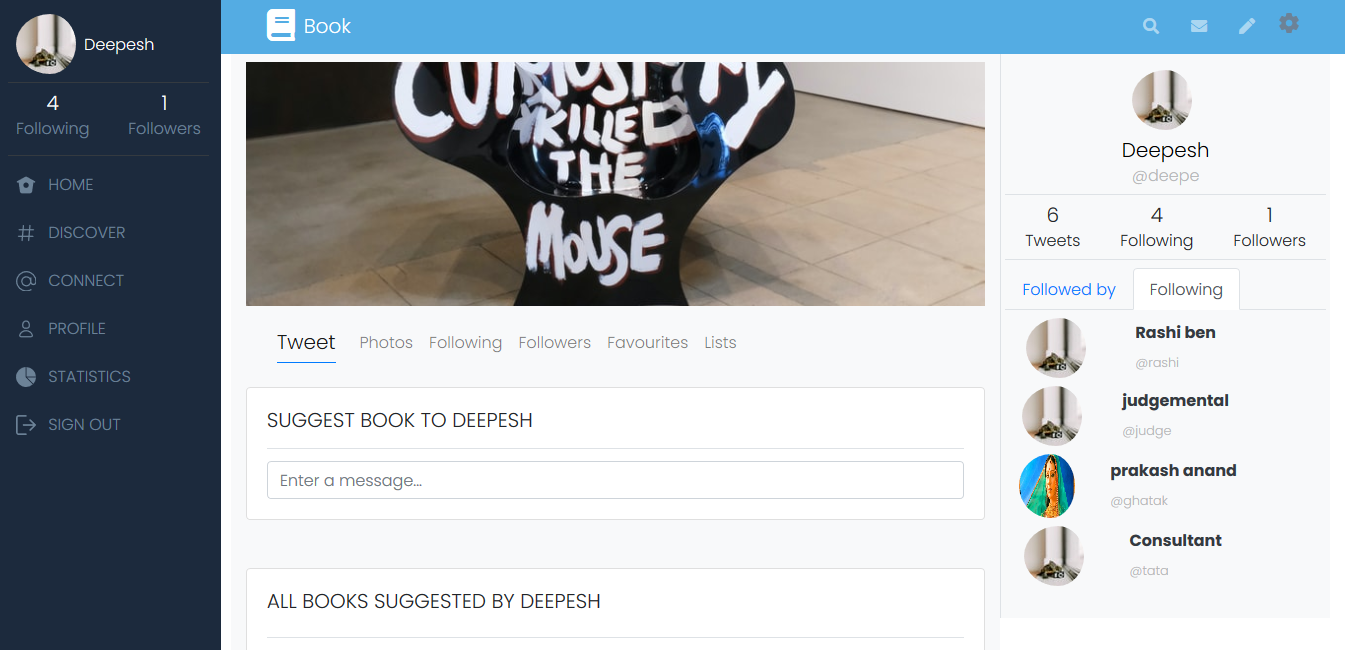 Deepesh
4 1
Following Followers
HOME
DISCOVER
CONNECT
PROFILE
STATISTICS
SIGN OUT
Book
CURIOSITY
KILLED
THE
MOUSE
Tweet Photos Following Followers Favourites Lists
SUGGEST BOOK TO DEEPESH
Enter a message...
ALL BOOKS SUGGESTED BY DEEPESH
Deepesh
@deepe
6 4 1
Tweets Following Followers
Followed by Following
Rashi ben
@rashi
judgemental
@judge
prakash anand
@ghatak
Consultant
@tata